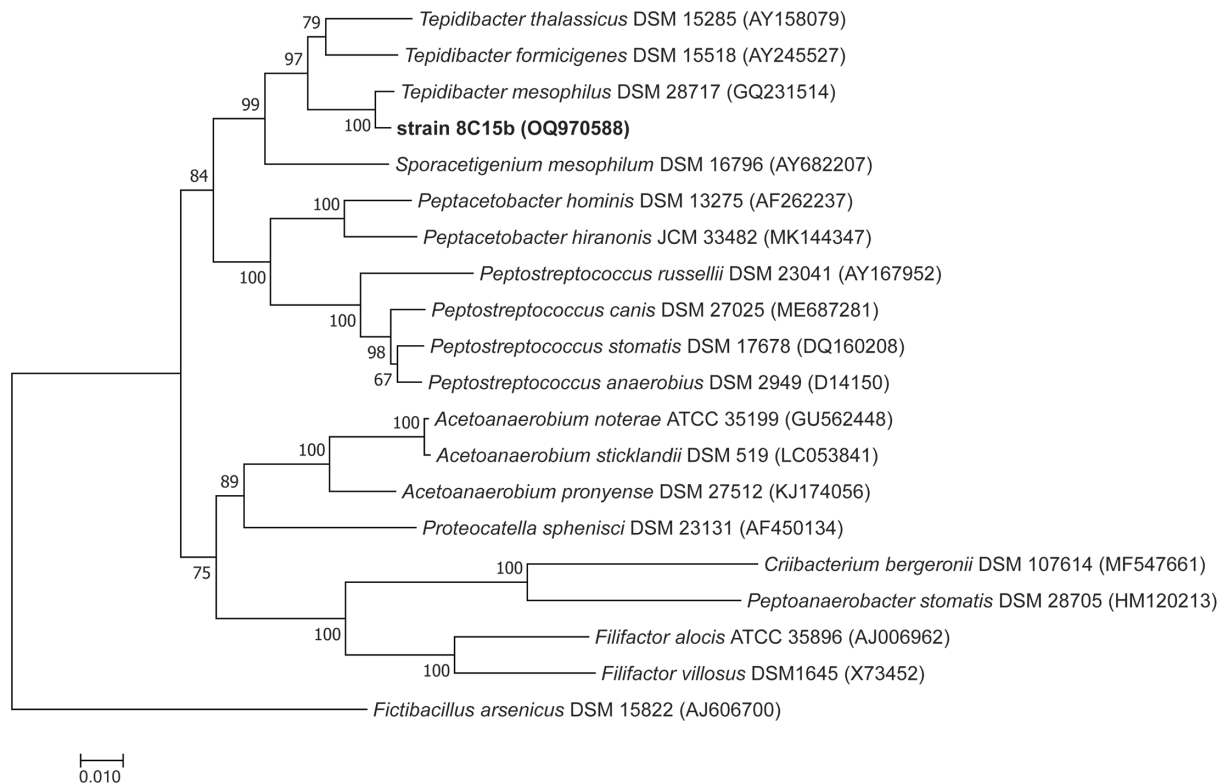 79
Tepidibacter thalassicus DSM 15285 (AY158079)
97
Tepidibacter formicigenes DSM 15518 (AY245527)
99
Tepidibacter mesophilus DSM 28717 (GQ231514)
100
strain 8C15b (OQ970588)
84
Sporacetigenium mesophilum DSM 16796 (AY682207)
100
Peptacetobacter hominis DSM 13275 (AF262237)
Peptacetobacter hiranonis JCM 33482 (MK144347)
100
Peptostreptococcus russellii DSM 23041 (AY167952)
100
Peptostreptococcus canis DSM 27025 (ME687281)
98
Peptostreptococcus stomatis DSM 17678 (DQ160208)
67
Peptostreptococcus anaerobius DSM 2949 (D14150)
100
Acetoanaerobium noterae ATCC 35199 (GU562448)
100
Acetoanaerobium sticklandii DSM 519 (LC053841)
89
Acetoanaerobium pronyense DSM 27512 (KJ174056)
Proteocatella sphenisci DSM 23131 (AF450134)
75
100
Criibacterium bergeronii DSM 107614 (MF547661)
Peptoanaerobacter stomatis DSM 28705 (HM120213)
100
Filifactor alocis ATCC 35896 (AJ006962)
100
Filifactor villosus DSM1645 (X73452)
Fictibacillus arsenicus DSM 15822 (AJ606700)
0.010